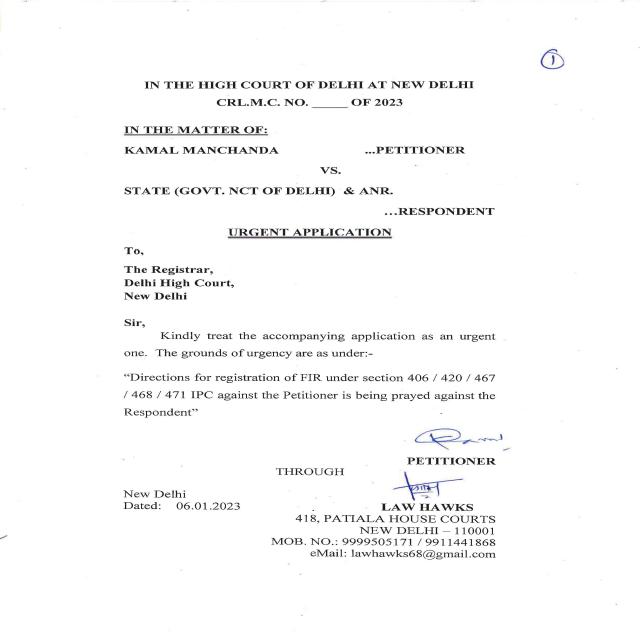 1
IN THE HIGH COURT OF DELHI AT NEW DELHI
CRL.M.C. NO. _____ OF 2023
IN THE MATTER OF:
KAMAL MANCHANDA ...PETITIONER
VS.
STATE (GOVT. NCT OF DELHI) & ANR.
...RESPONDENT
URGENT APPLICATION
To,
The Registrar,
Delhi High Court,
New Delhi
Sir,
Kindly treat the accompanying application as an urgent
one. The grounds of urgency are as under:-
“Directions for registration of FIR under section 406 / 420 / 467
/ 468 / 471 IPC against the Petitioner is being prayed against the
Respondent”
PETITIONER
THROUGH
New Delhi
Dated: 06.01.2023
LAW HAWKS
418, PATIALA HOUSE COURTS
NEW DELHI – 110001
MOB. NO.: 9999505171 / 9911441868
eMail: lawhawks68@gmail.com